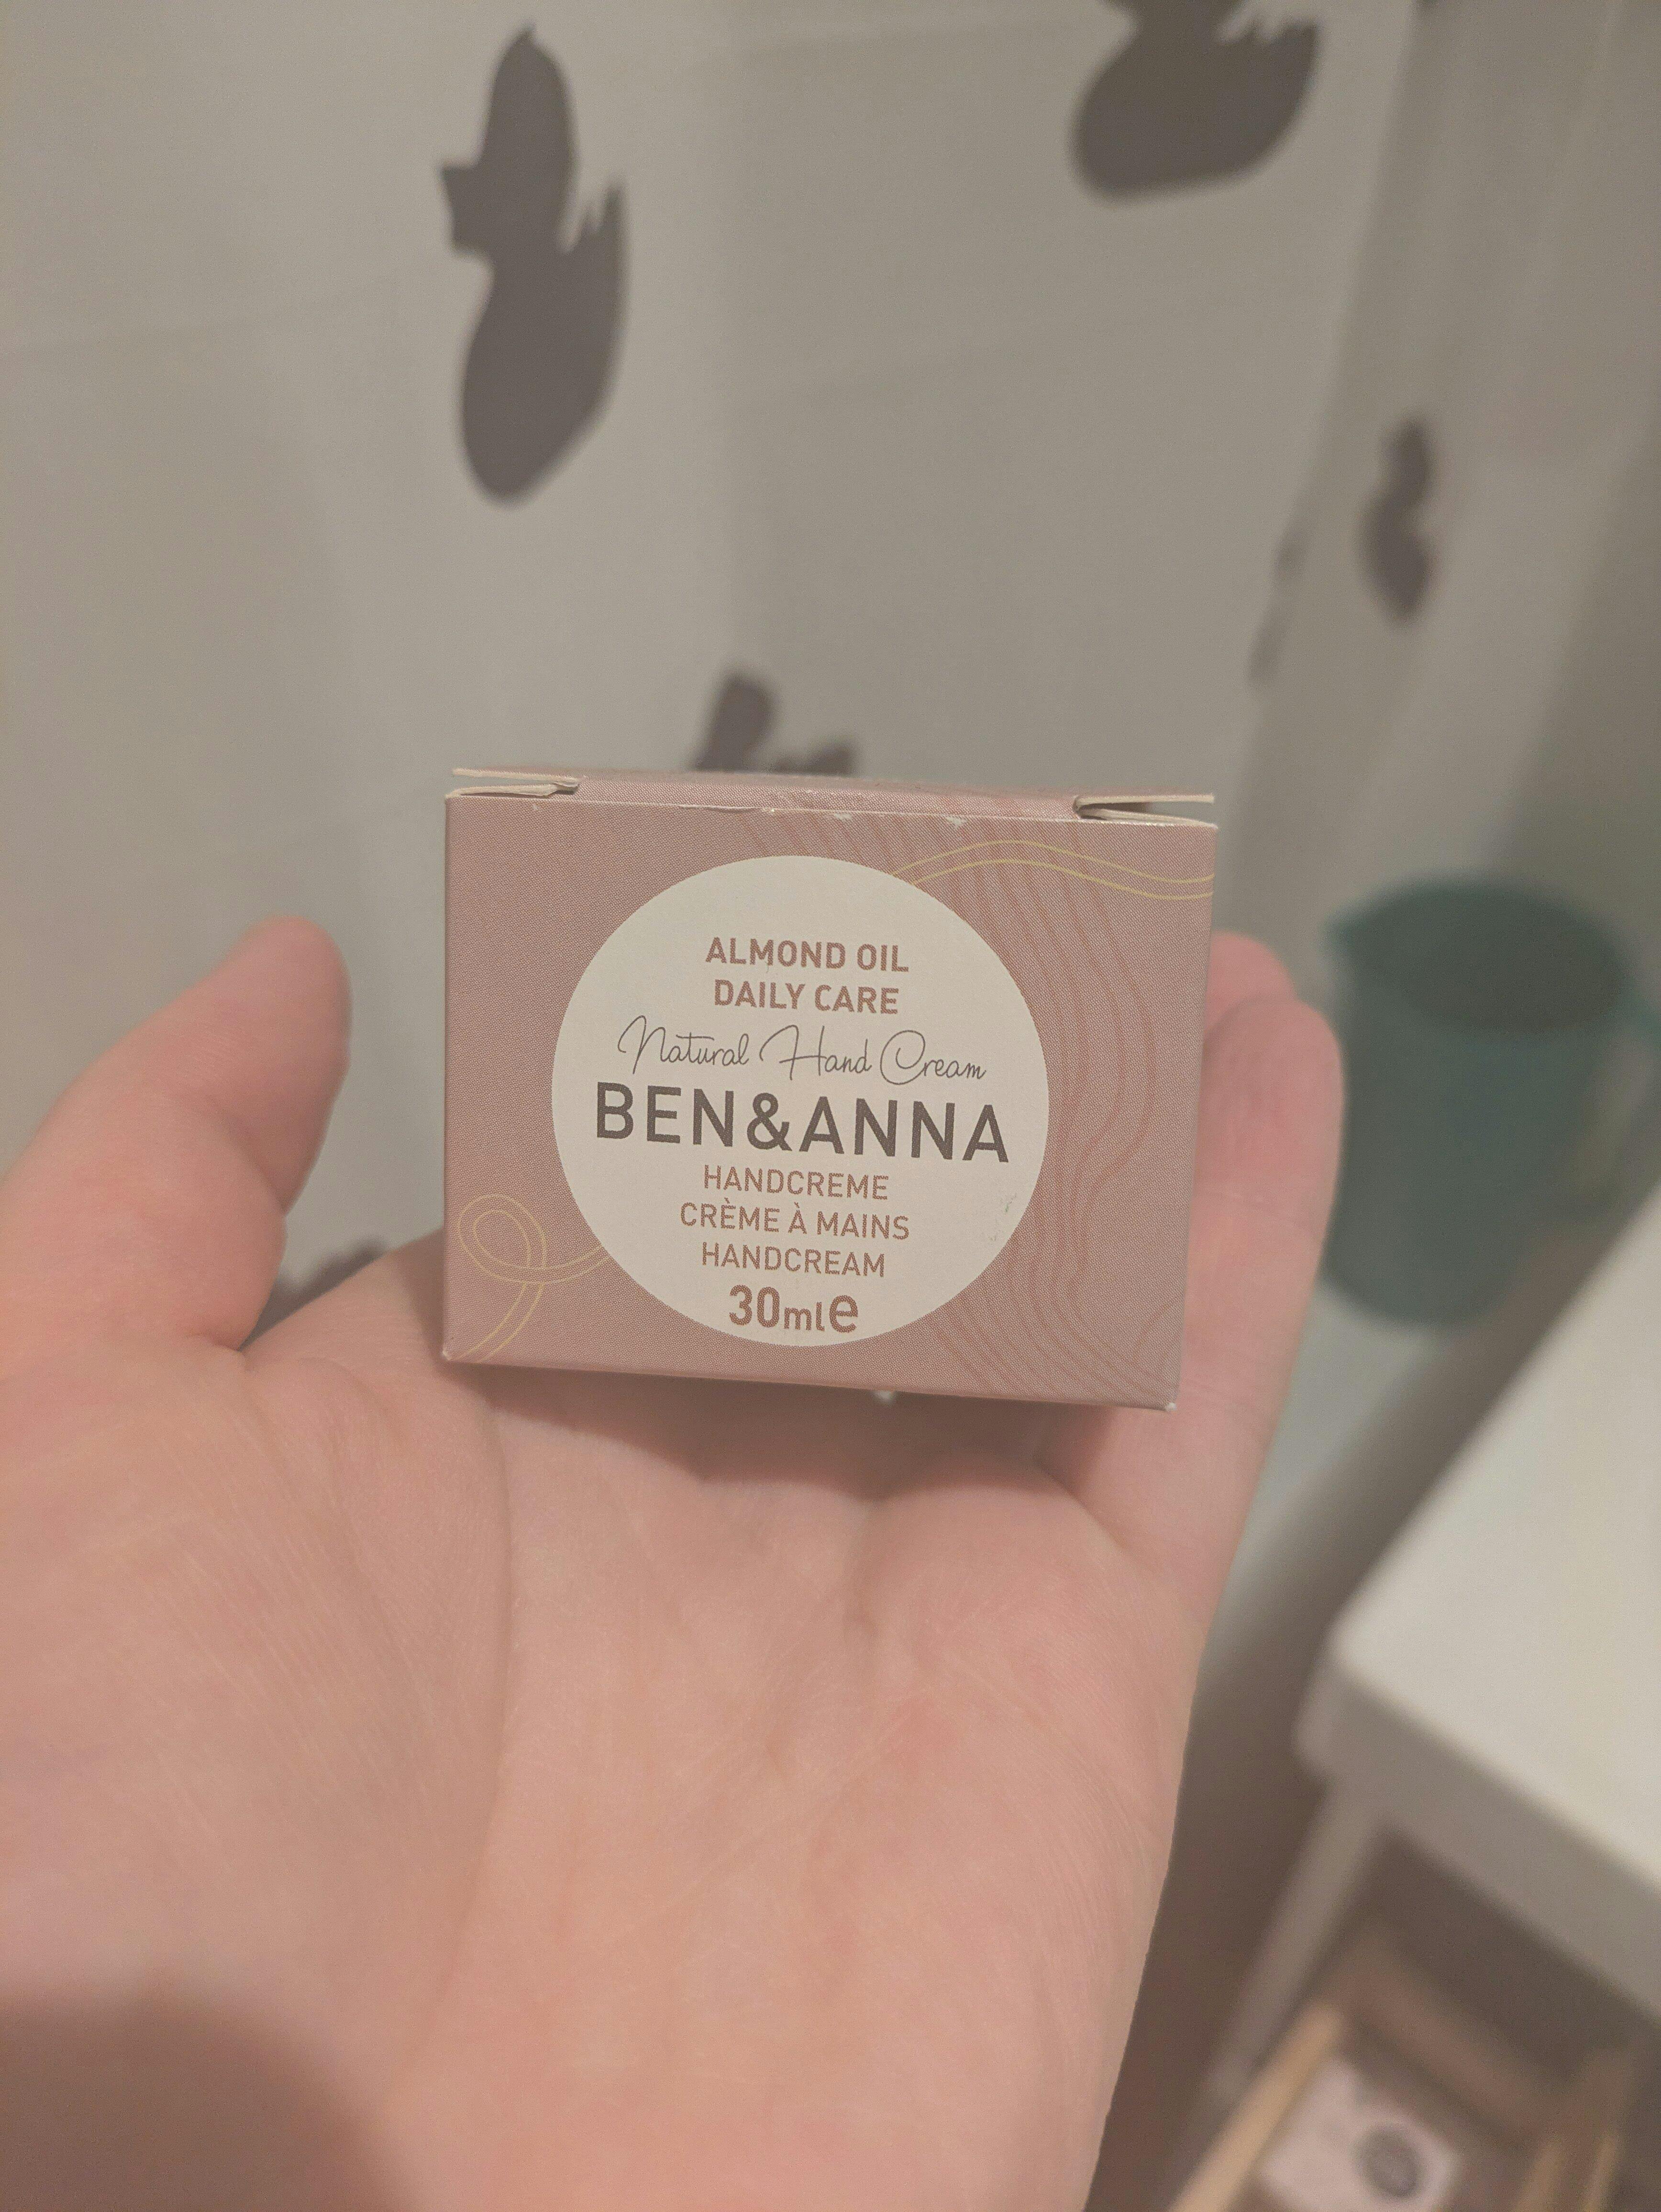 ALMOND OIL
DAILY CARE
Natural Hand Cream
BEN&ANNA
HANDCREME
CRÈME À MAINS
HANDCREAM
30ml℮